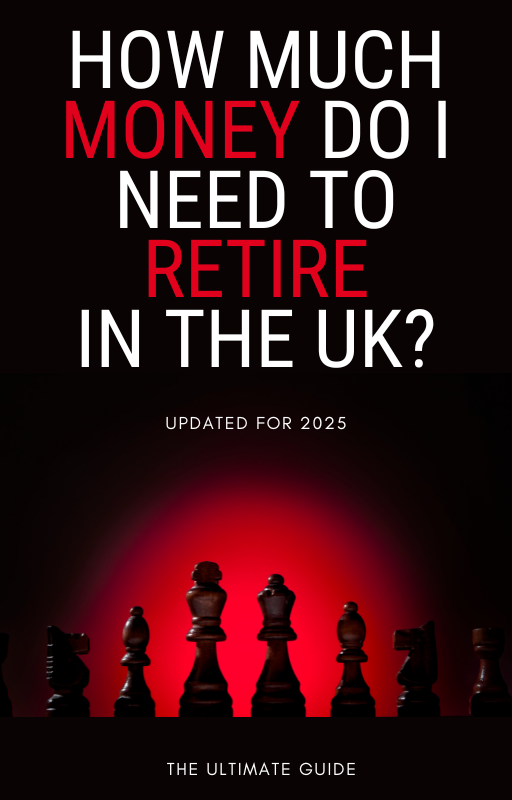 HOW MUCH
MONEY DO I
NEED TO
RETIRE
IN THE UK?
UPDATED FOR 2025
THE ULTIMATE GUIDE